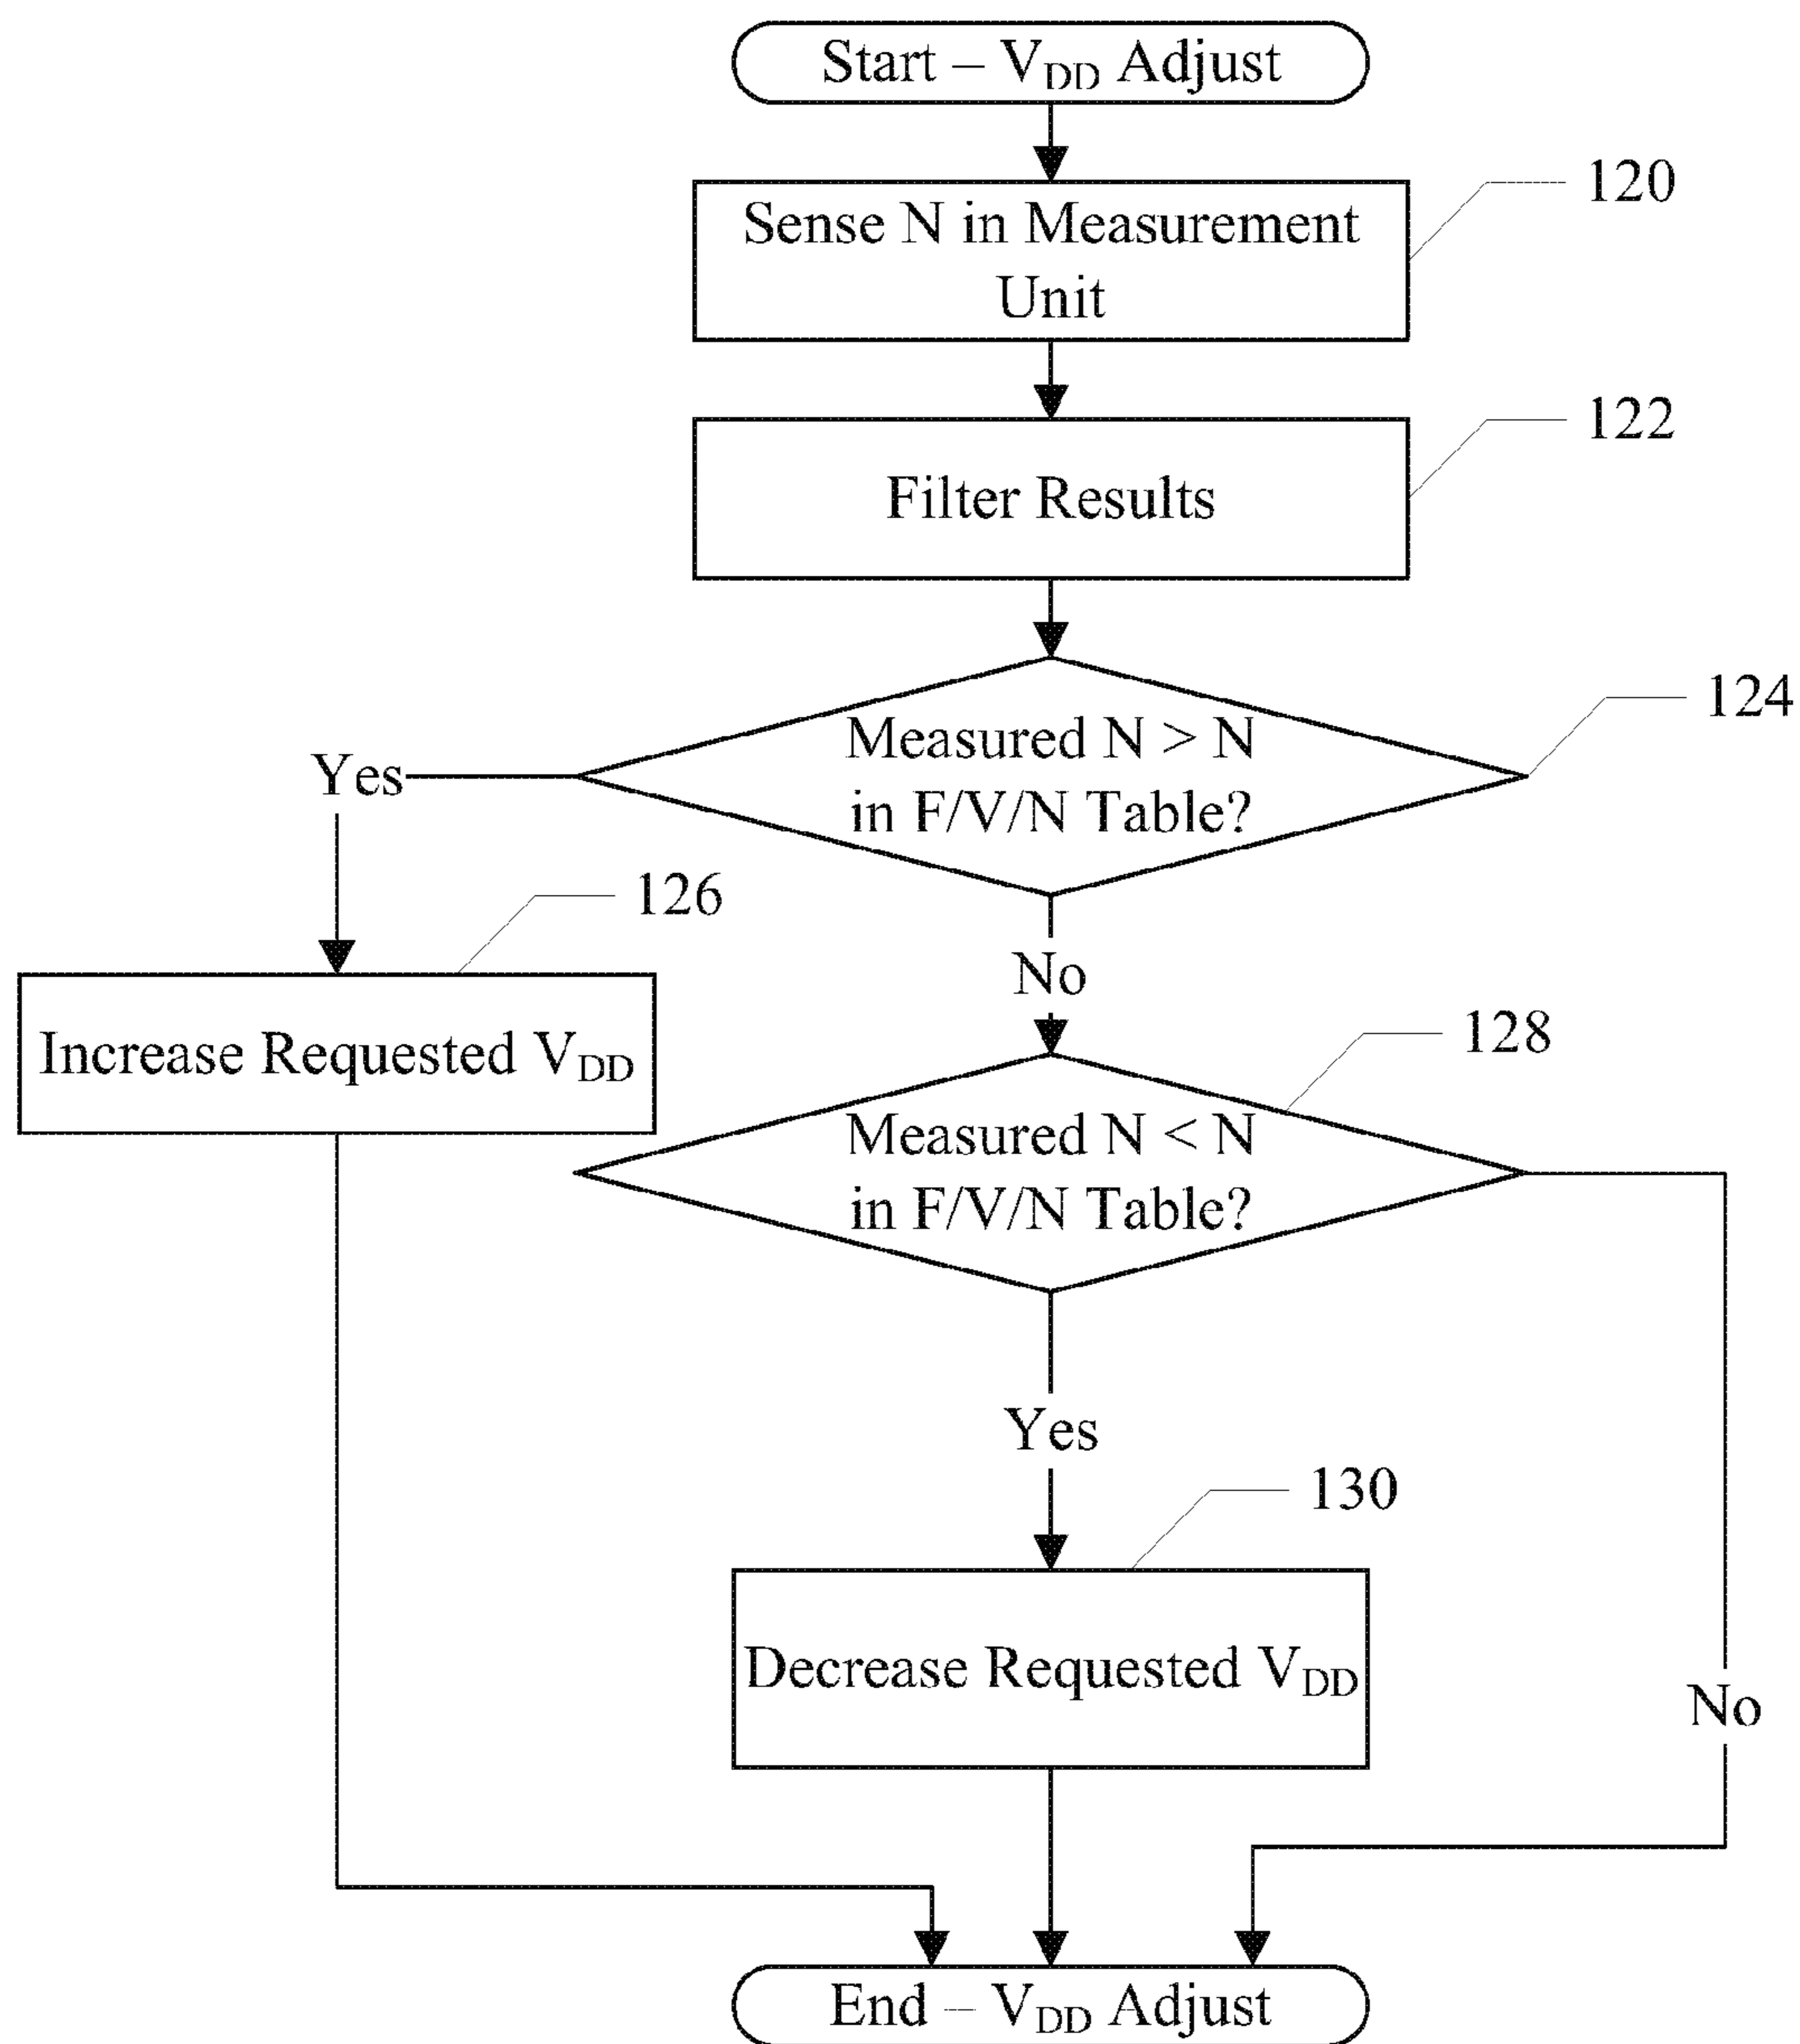 Start – VDD Adjust
120
Sense N in Measurement
Unit
122
Filter Results
124
Measured N > N
in F/V/N Table?
Yes
126
Increase Requested VDD
No
128
Measured N < N
in F/V/N Table?
Yes
130
Decrease Requested VDD
No
End – VDD Adjust